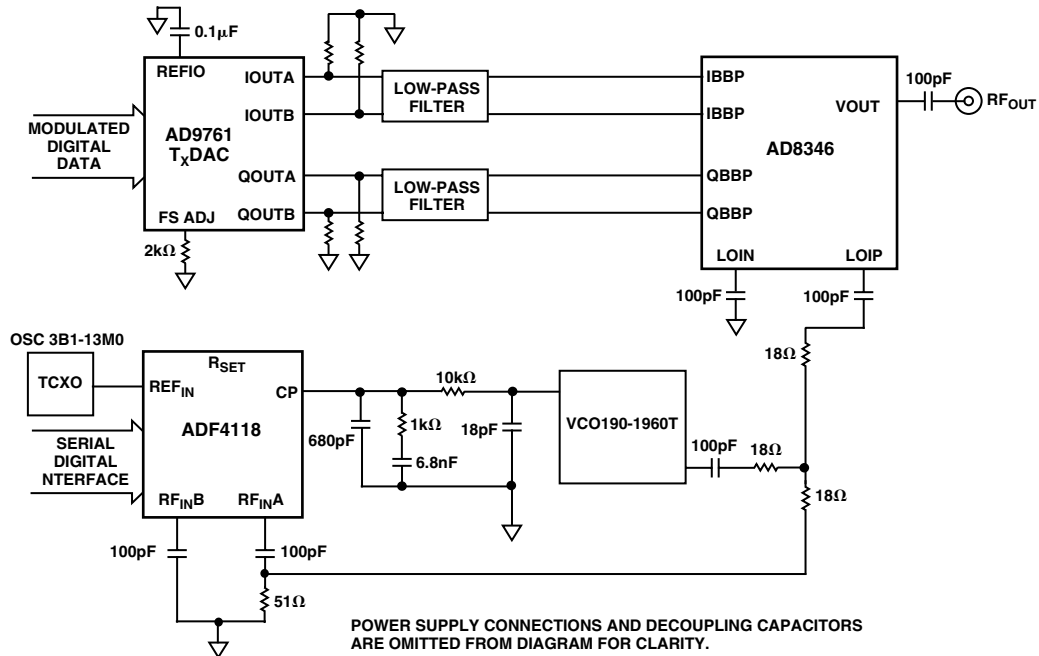 0.1μF
REFIO
IOUTA
IOUTB
QOUTA
QOUTB
FS ADJ
AD9761
TXDAC
MODULATED
DIGITAL
DATA
2kΩ
LOW-PASS
FILTER
LOW-PASS
FILTER
IBBP
IBBP
QBBP
QBBP
VOUT
AD8346
LOIN
LOIP
100pF
RFOUT
100pF
100pF
18Ω
OSC 3B1-13M0
TCXO
RSET
REFIN
CP
ADF4118
SERIAL
DIGITAL
NTERFACE
RFINB
RFINA
10kΩ
680pF
1kΩ
6.8nF
18pF
VCO190-1960T
100pF
18Ω
18Ω
100pF
100pF
51Ω
POWER SUPPLY CONNECTIONS AND DECOUPLING CAPACITORS
ARE OMITTED FROM DIAGRAM FOR CLARITY.